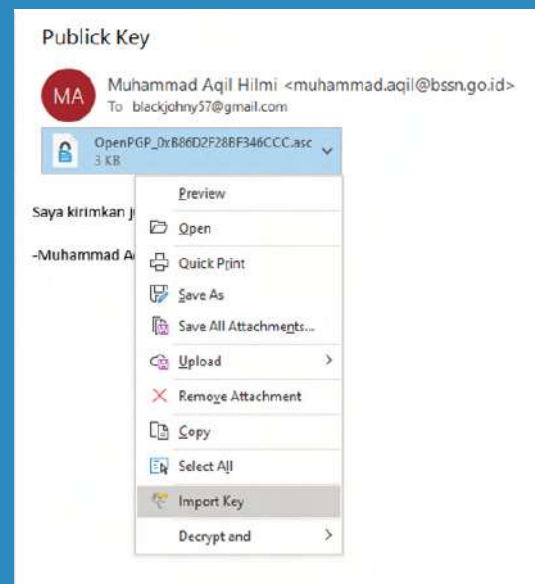 Publick Key
MA
Muhammad Aqil Hilmi <muhammad.aqil@bssn.go.id>
To blackjohny57@gmail.com
OpenPGP_0xB86D2F28BF346CCC.asc
3 KB
Saya kirimkan j
-Muhammad A
Preview
Open
Quick Print
Save As
Save All Attachments...
Upload
Remove Attachment
Copy
Select All
Import Key
Decrypt and